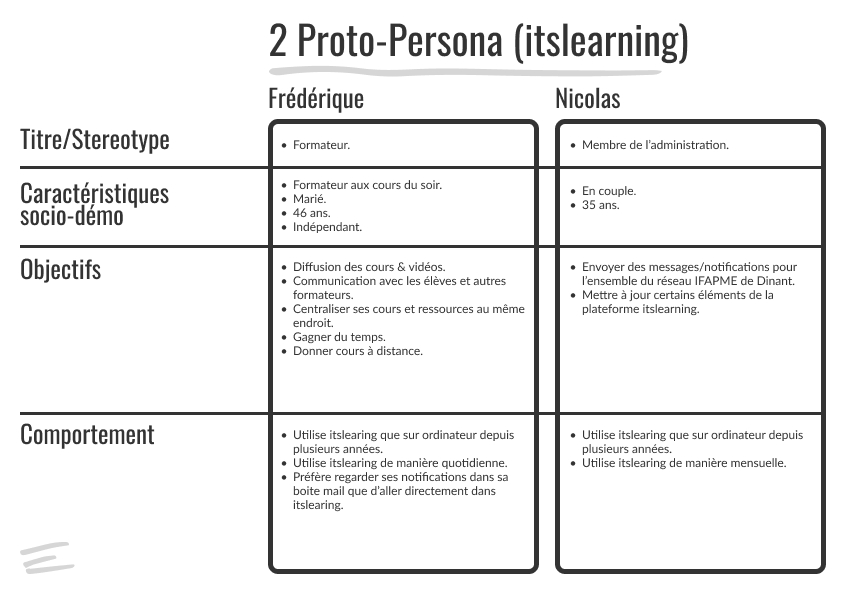 2 Proto-Persona (itslearning)
Frédérique
Nicolas
Titre/Stereotype
• Formateur.
• Membre de l'administration.
Caractéristiques
socio-démo
• Formateur aux cours du soir.
• Marié.
• 46 ans.
• Indépendant.
• En couple.
• 35 ans.
Objectifs
• Diffusion des cours & vidéos.
• Communication avec les élèves et autres
formateurs.
• Centraliser ses cours et ressources au même
endroit.
• Gagner du temps.
• Donner cours à distance.
• Envoyer des messages/notifications pour
l'ensemble du réseau IFAPME de Dinant.
• Mettre à jour certains éléments de la
plateforme itslearning.
Comportement
• Utilise itslearing que sur ordinateur depuis
plusieurs années.
• Utilise itslearing de manière quotidienne.
• Préfère regarder ses notifications dans sa
boite mail que d'aller directement dans
itslearing.
• Utilise itslearing que sur ordinateur depuis
plusieurs années.
• Utilise itslearing de manière mensuelle.